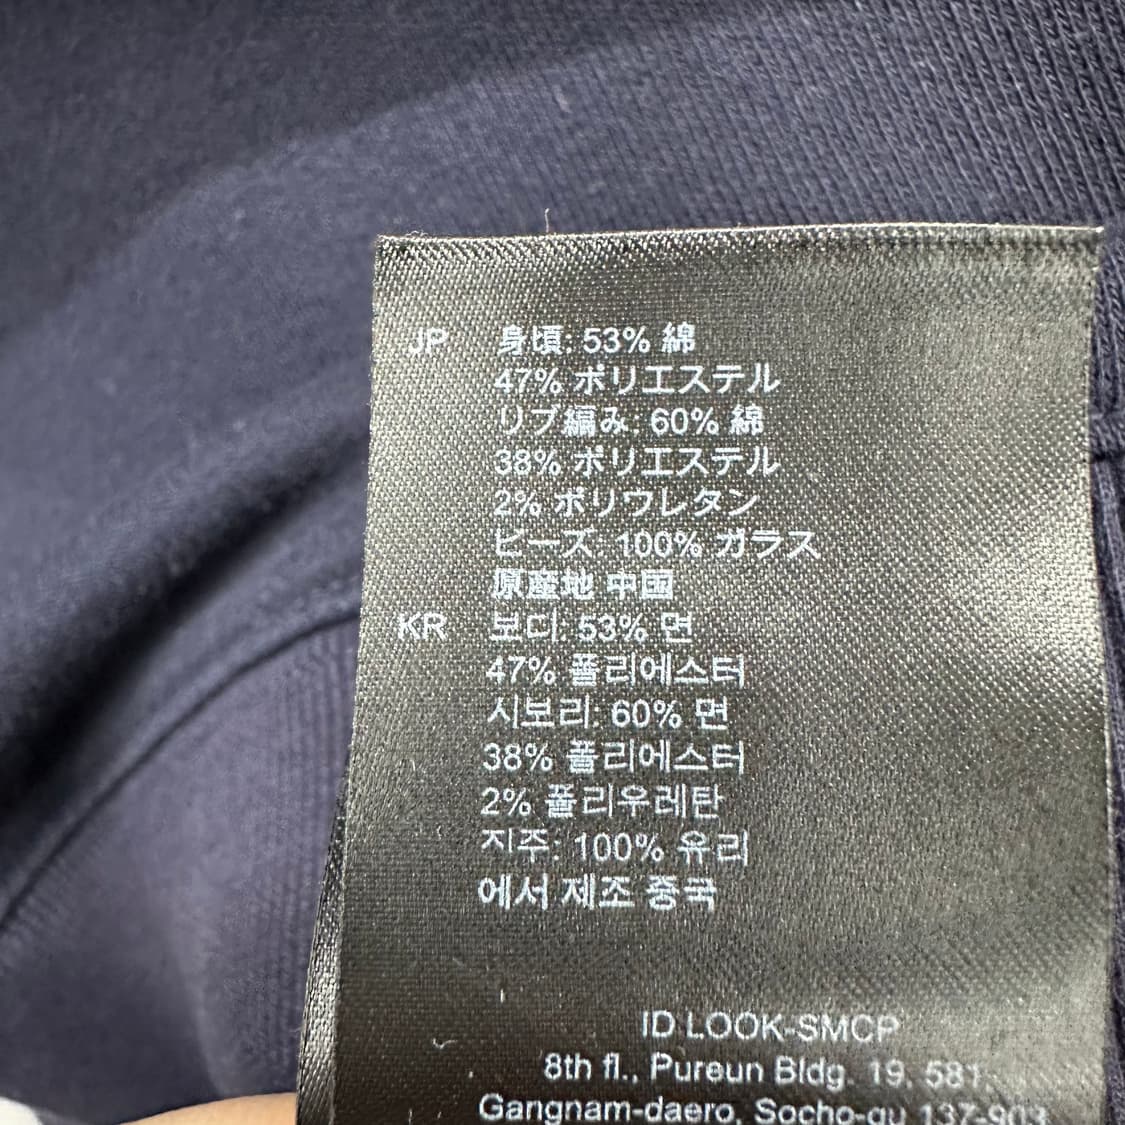 JP 身頃: 53% 綿
47% ポリエステル
リブ編み: 60% 綿
38% ポリエステル
2% ポリウレタン
ビーズ: 100% ガラス
原産地 中国
KR 보디: 53% 면
47% 폴리에스터
시보리: 60% 면
38% 폴리에스터
2% 폴리우레탄
지주: 100% 유리
에서 제조 중국
ID LOOK-SMCP
8th fl., Pureun Bldg. 19, 581,
Gangnam-daero, Socho-gu 137-903